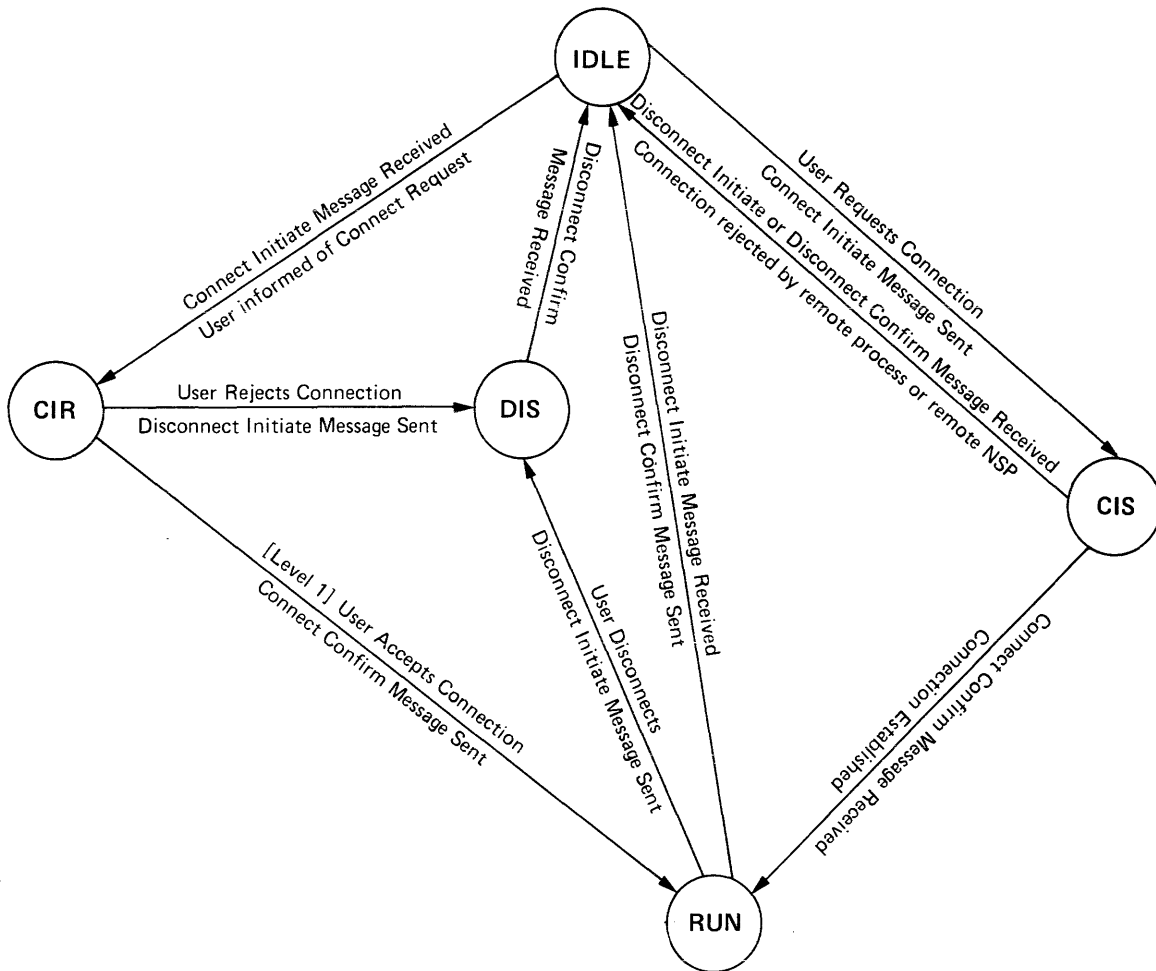 IDLE
Connect Initiate Message Received
User informed of Connect Request
Disconnect Confirm
Message Received
User Requests Connection
Connect Initiate Message Sent
Disconnect Initiate or Disconnect Confirm Message Received
Connection rejected by remote process or remote NSP
Disconnect Initiate Message Received
Disconnect Confirm Message Sent
CIR
User Rejects Connection
Disconnect Initiate Message Sent
DIS
CIS
[Level 1] User Accepts Connection
Connect Confirm Message Sent
User Disconnects
Disconnect Initiate Message Sent
Connect Confirm Message Received
Connection Established
RUN